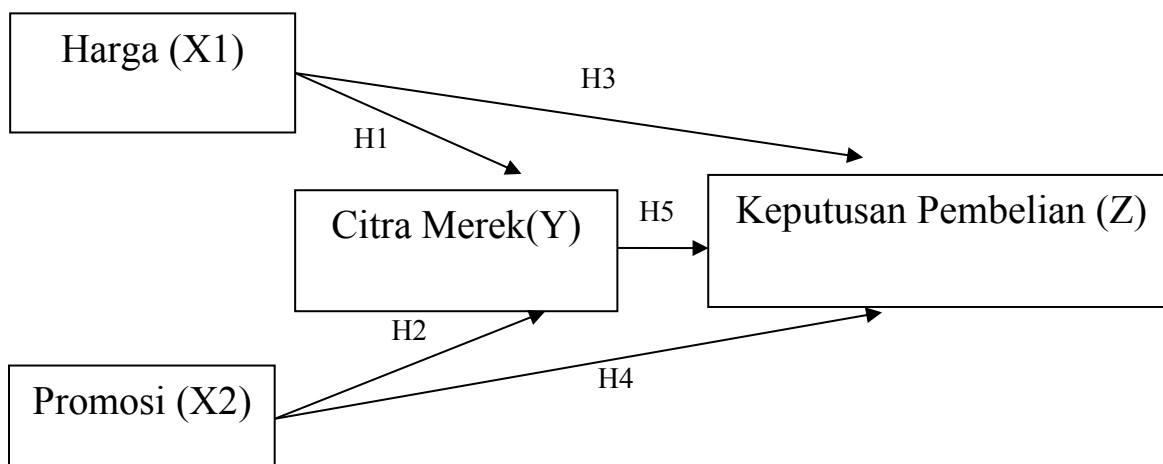 Harga (X1)
H3
H1
Citra Merek(Y)
H5
Keputusan Pembelian (Z)
H2
H4
Promosi (X2)